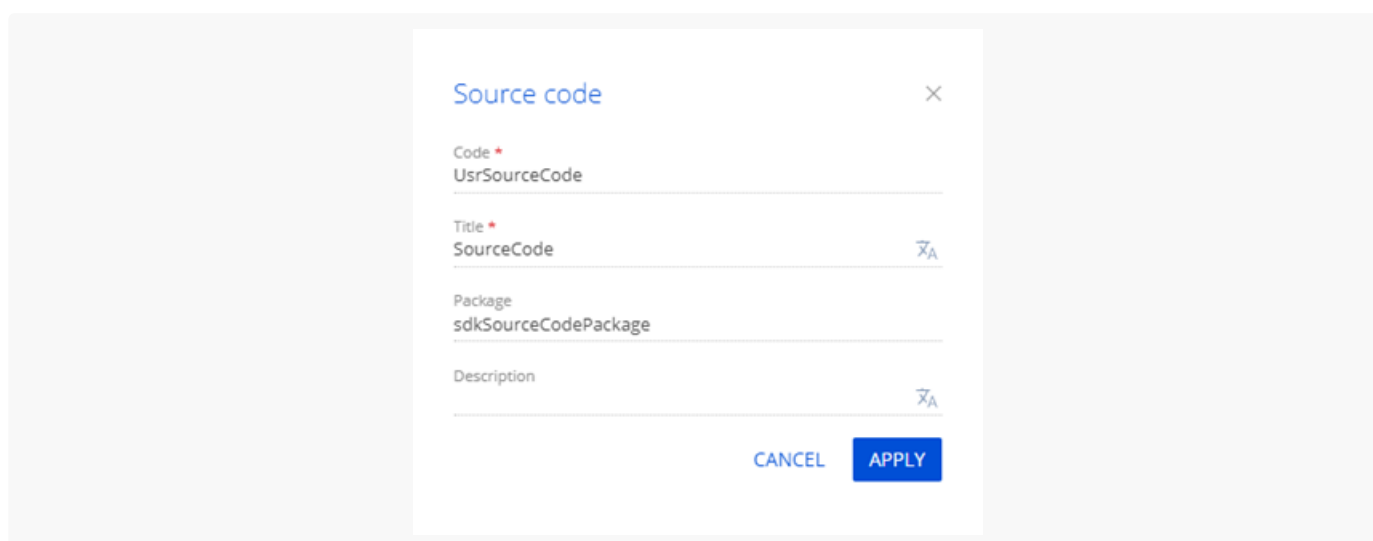 Source code
Code *
UsrSourceCode
Title *
SourceCode
Package
sdkSourceCodePackage
Description
CANCEL APPLY